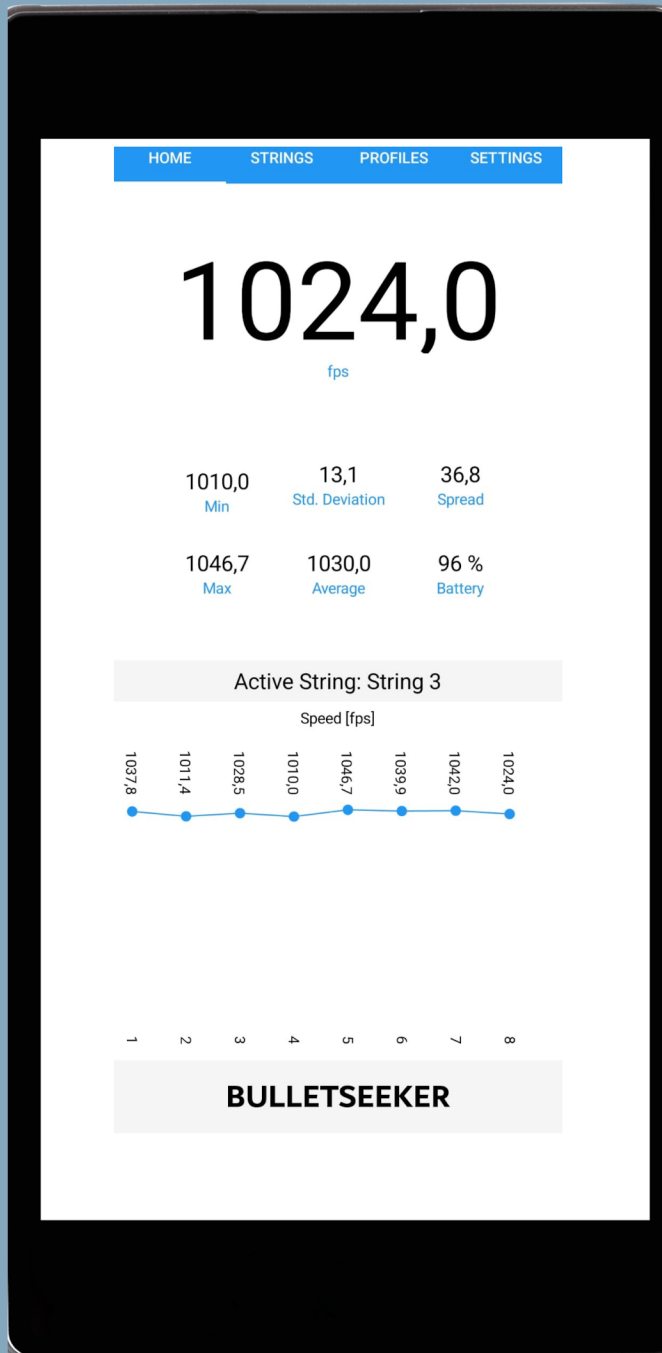 HOME STRINGS PROFILES SETTINGS
1024,0
fps
1010,0 13,1 36,8
Min Std. Deviation Spread
1046,7 1030,0 96 %
Max Average Battery
Active String: String 3
Speed [fps]
1037,8 1011,4 1028,5 1010,0 1046,7 1039,9 1042,0 1024,0
1 2 3 4 5 6 7 8
BULLETSEEKER